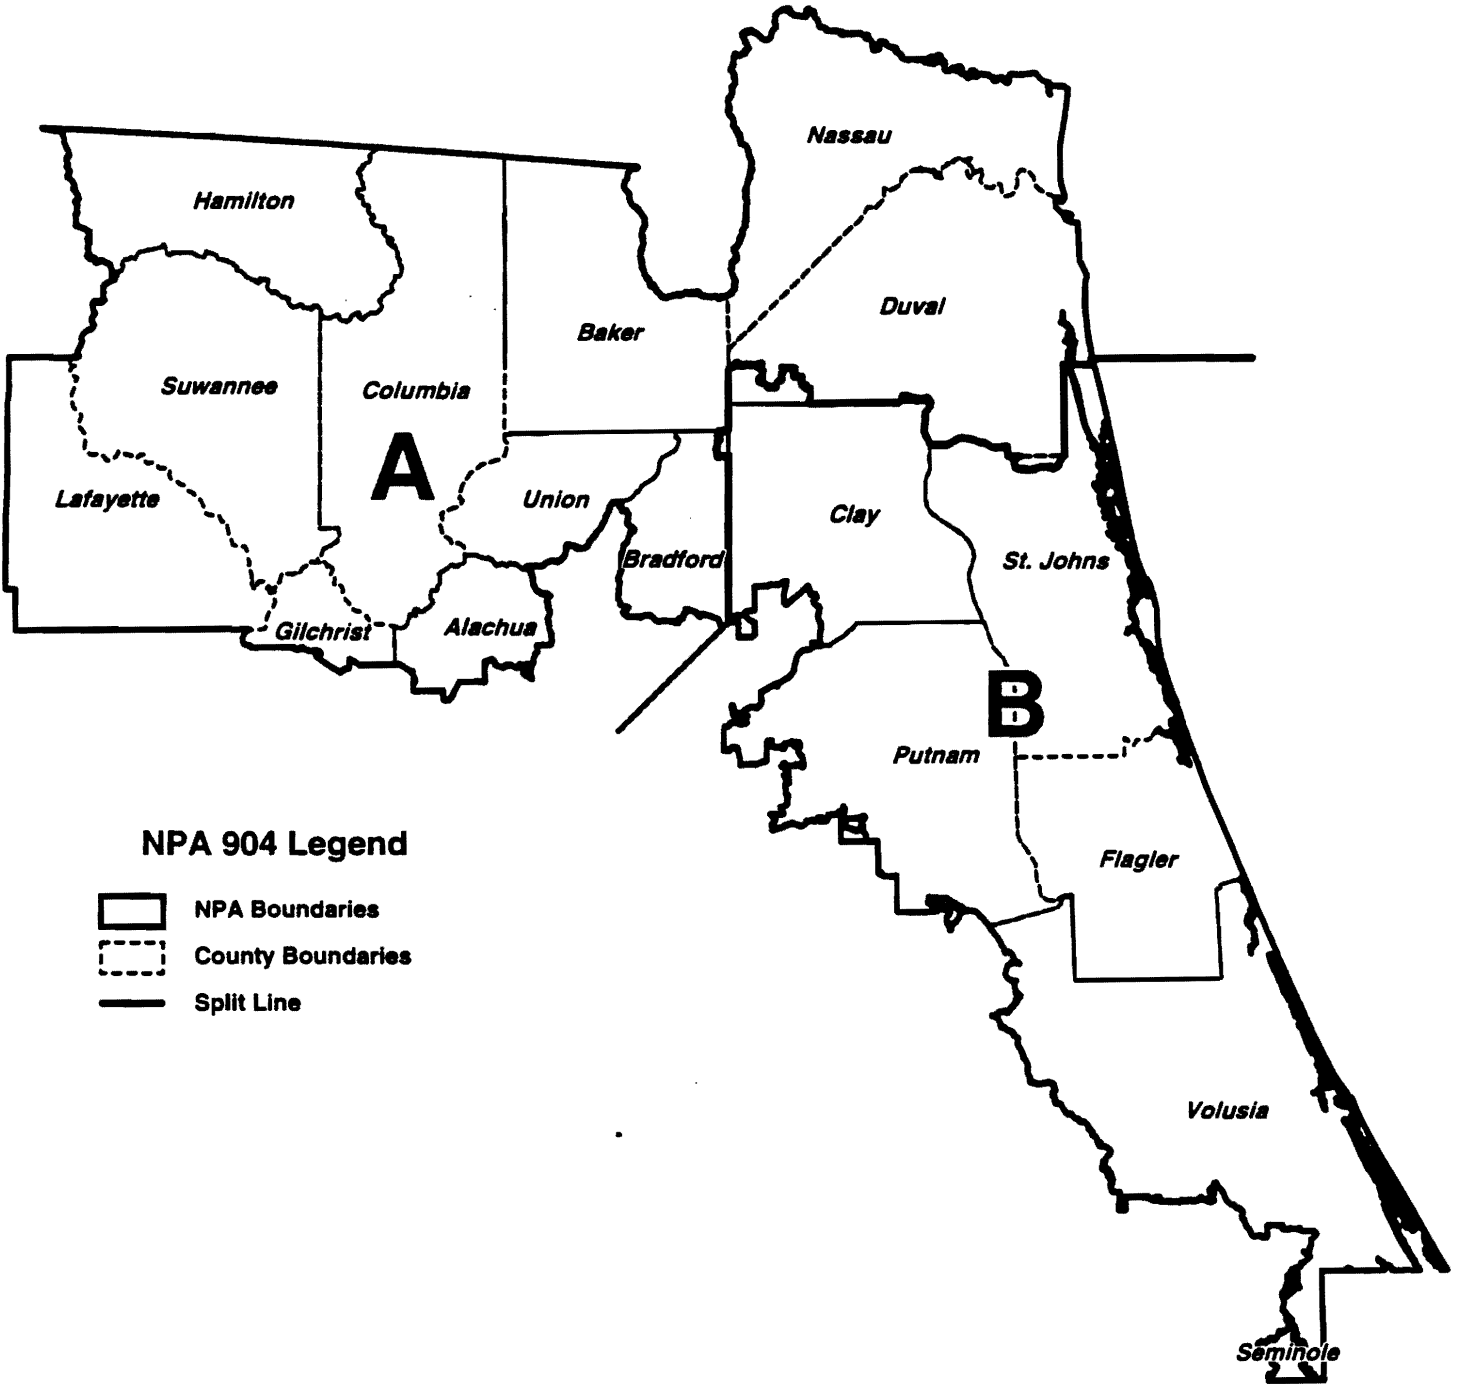 Nassau
Hamilton
Duval
Baker
Suwannee
Columbia
A
Lafayette
Union
Clay
Bradford
St. Johns
Gilchrist
Alachua
B
Putnam
NPA 904 Legend
Flagler
NPA Boundaries
County Boundaries
Split Line
Volusia
Seminole